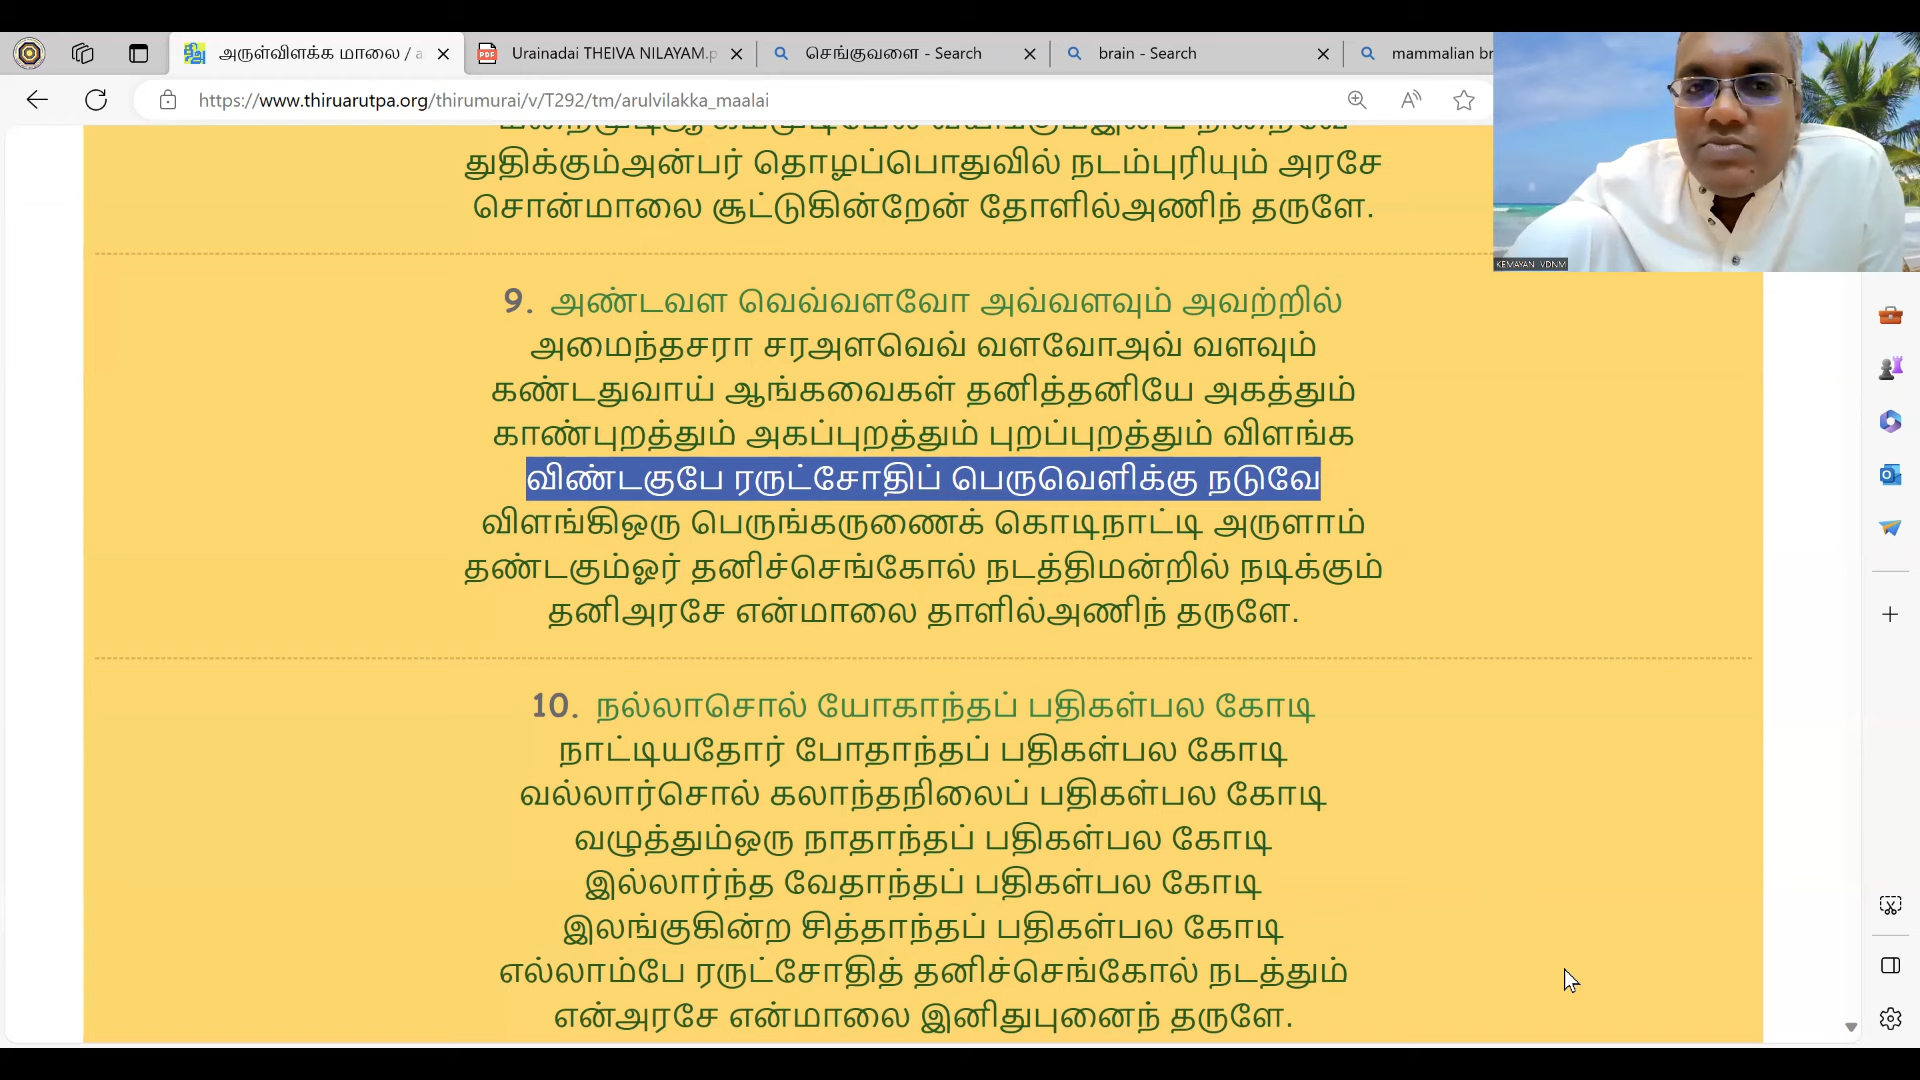 அருள்விளக்க மாலை / a
Urainadai THEIVA NILAYAM.p
செங்குவளை - Search
brain - Search
mammalian br
https://www.thiruarutpa.org/thirumurai/v/T292/tm/arulvilakka_maalai
துதிக்கும்அன்பர் தொழப்பொதுவில் நடம்புரியும் அரசே
சொன்மாலை சூட்டுகின்றேன் தோளில்அணிந் தருளே.
9. அண்டவள வெவ்வளவோ அவ்வளவும் அவற்றில்
அமைந்தசரா சரஅளவெவ் வளவோஅவ் வளவும்
கண்டதுவாய் ஆங்கவைகள் தனித்தனியே அகத்தும்
காண்புறத்தும் அகப்புறத்தும் புறப்புறத்தும் விளங்க
விண்டகுபே ரருட்சோதிப் பெருவெளிக்கு நடுவே
விளங்கிஒரு பெருங்கருணைக் கொடிநாட்டி அருளாம்
தண்டகும்ஓர் தனிச்செங்கோல் நடத்திமன்றில் நடிக்கும்
தனிஅரசே என்மாலை தாளில்அணிந் தருளே.
10. நல்லாசொல் யோகாந்தப் பதிகள்பல கோடி
நாட்டியதோர் போதாந்தப் பதிகள்பல கோடி
வல்லார்சொல் கலாந்தநிலைப் பதிகள்பல கோடி
வழுத்தும்ஒரு நாதாந்தப் பதிகள்பல கோடி
இல்லார்ந்த வேதாந்தப் பதிகள்பல கோடி
இலங்குகின்ற சித்தாந்தப் பதிகள்பல கோடி
எல்லாம்பே ரருட்சோதித் தனிச்செங்கோல் நடத்தும்
என்அரசே என்மாலை இனிதுபுனைந் தருளே.
KEMAYAN VDNM